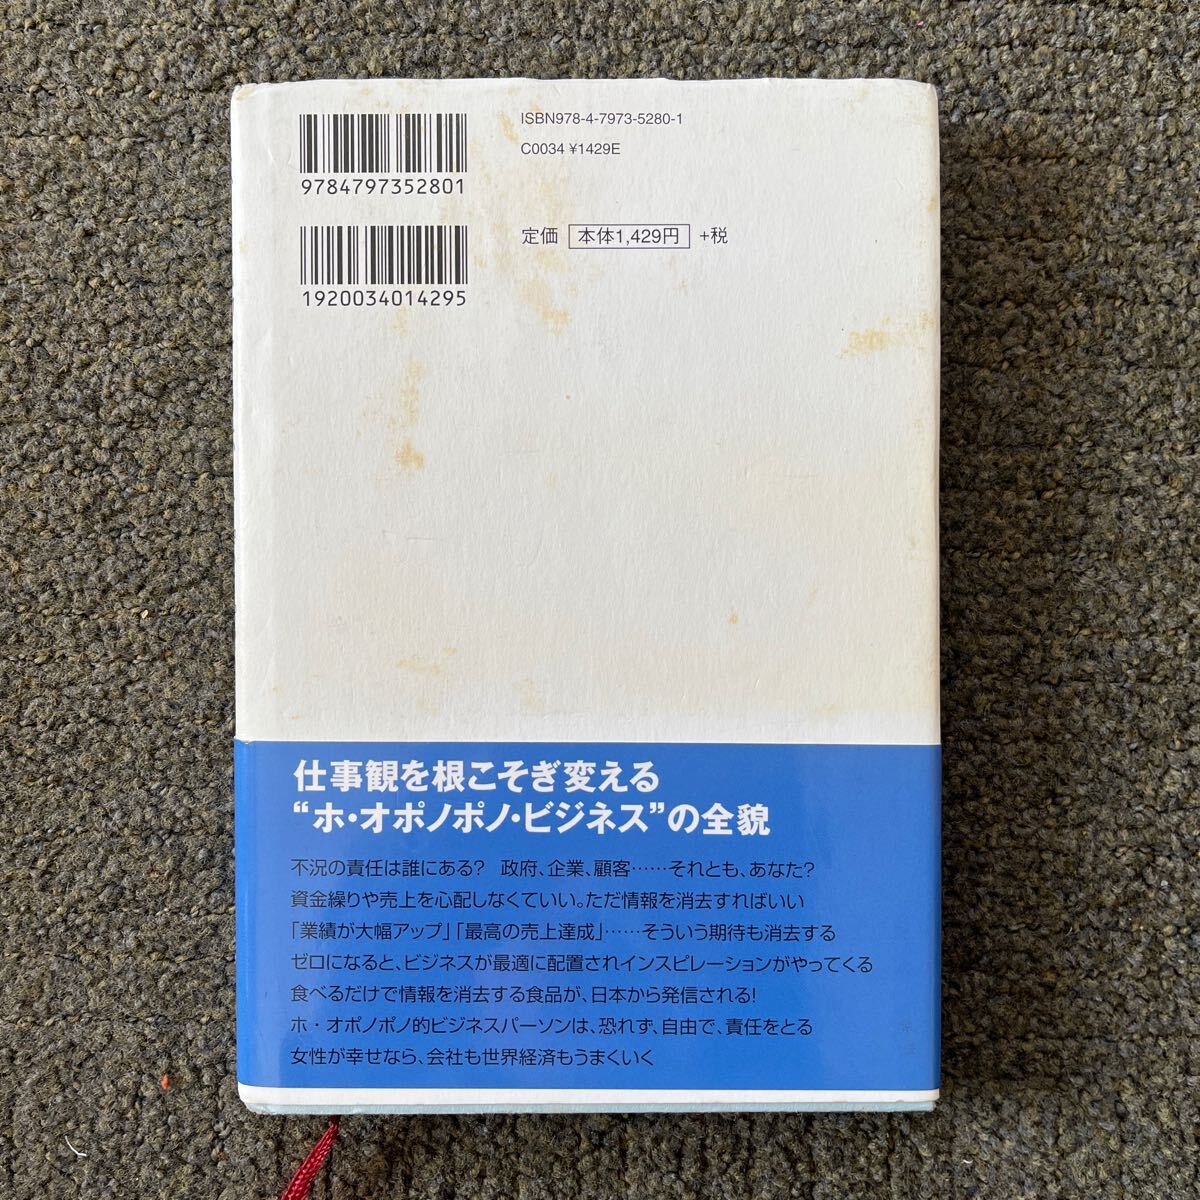 ISBN978-4-7973-5280-1
C0034 ¥1429E
9784797352801
定価 本体1,429円 +税
1920034014295
仕事観を根こそぎ変える
“ホ・オポノポノ・ビジネス”の全貌
不況の責任は誰にある? 政府、企業、顧客……それとも、あなた?
資金繰りや売上を心配しなくていい。ただ情報を消去すればいい
「業績が大幅アップ」「最高の売上達成」……そういう期待も消去する
ゼロになると、ビジネスが最適に配置されインスピレーションがやってくる
食べるだけで情報を消去する食品が、日本から発信される!
ホ・オポノポノ的ビジネスパーソンは、恐れず、自由で、責任をとる
女性が幸せなら、会社も世界経済もうまくいく